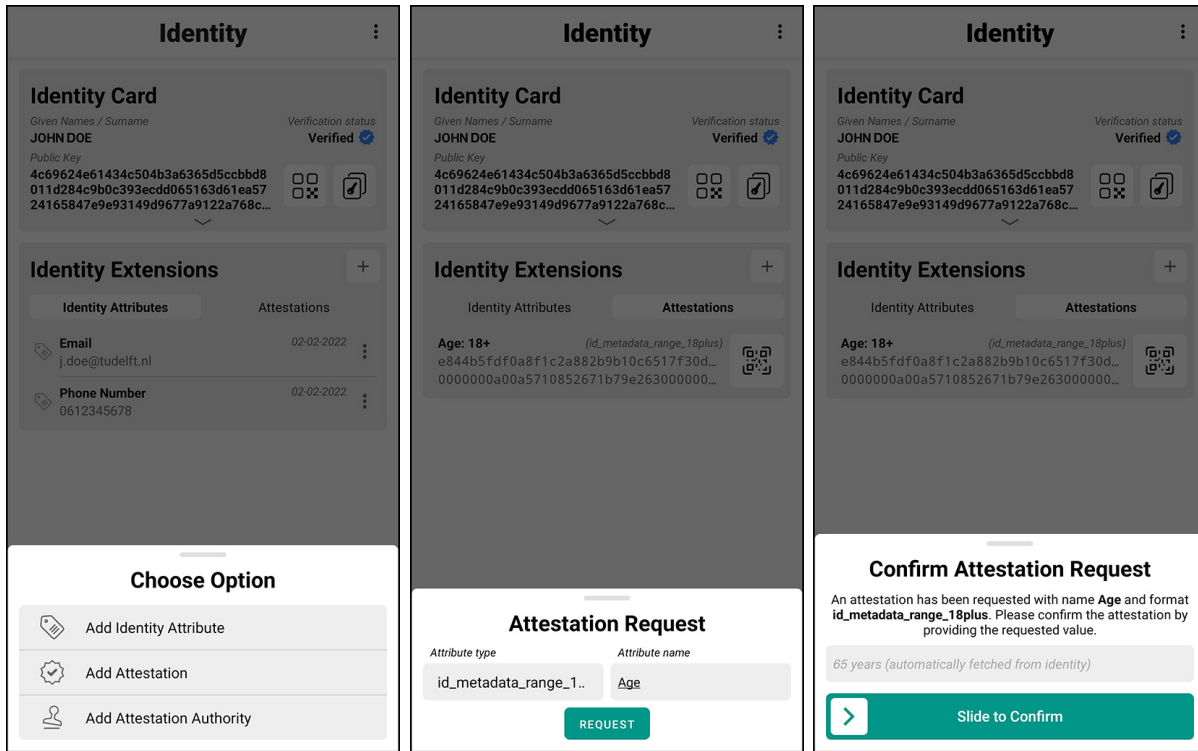 Identity
Identity Card
Given Names / Surname
Verification status
JOHN DOE
Verified
Public Key
4c69624e61434c504b3a6365d5ccbbd8
011d284c9b0c393ecdd065163d61ea57
24165847e9e93149d9677a9122a768c...
Identity Extensions
+
Identity Attributes
Attestations
Email
02-02-2022
j.doe@tudelft.nl
Phone Number
02-02-2022
0612345678
Choose Option
Add Identity Attribute
Add Attestation
Add Attestation Authority
Identity
Identity Card
Given Names / Surname
Verification status
JOHN DOE
Verified
Public Key
4c69624e61434c504b3a6365d5ccbbd8
011d284c9b0c393ecdd065163d61ea57
24165847e9e93149d9677a9122a768c...
Identity Extensions
+
Identity Attributes
Attestations
Age: 18+
(id_metadata_range_18plus)
e844b5fdf0a8f1c2a882b9b10c6517f30d...
0000000a00a5710852671b79e263000000...
Attestation Request
Attribute type
Attribute name
id_metadata_range_1..
Age
REQUEST
Identity
Identity Card
Given Names / Surname
Verification status
JOHN DOE
Verified
Public Key
4c69624e61434c504b3a6365d5ccbbd8
011d284c9b0c393ecdd065163d61ea57
24165847e9e93149d9677a9122a768c...
Identity Extensions
+
Identity Attributes
Attestations
Age: 18+
(id_metadata_range_18plus)
e844b5fdf0a8f1c2a882b9b10c6517f30d...
0000000a00a5710852671b79e263000000...
Confirm Attestation Request
An attestation has been requested with name Age and format
id_metadata_range_18plus. Please confirm the attestation by
providing the requested value.
65 years (automatically fetched from identity)
Slide to Confirm